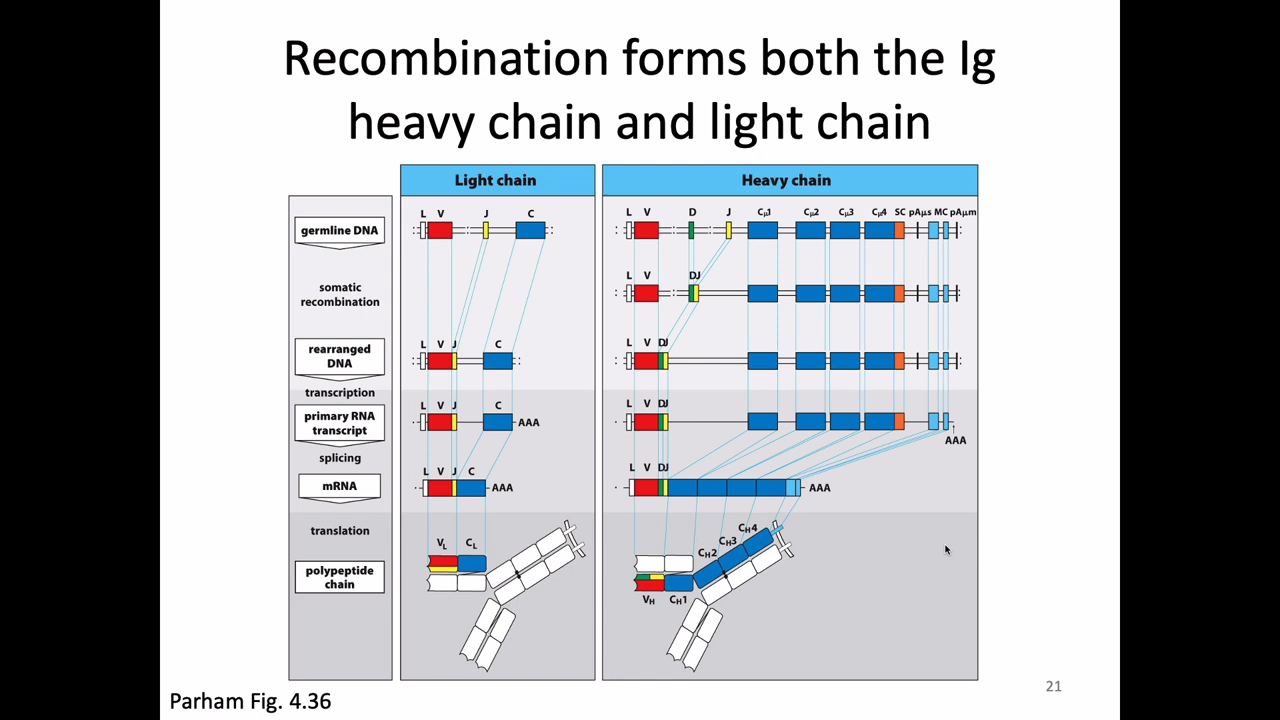 Recombination forms both the Ig
heavy chain and light chain
Light chain
Heavy chain
germline DNA
L V J C
L V D J Cμ1 Cμ2 Cμ3 Cμ4 SC pAμs MC pAμm
somatic
recombination
L V DJ
rearranged
DNA
L V J C
L V DJ
transcription
primary RNA
transcript
L V J C
AAA
L V DJ
AAA
splicing
mRNA
L V J C
AAA
L V DJ
AAA
translation
polypeptide
chain
VL CL
VH CH1 CH2 CH3 CH4
Parham Fig. 4.36
21